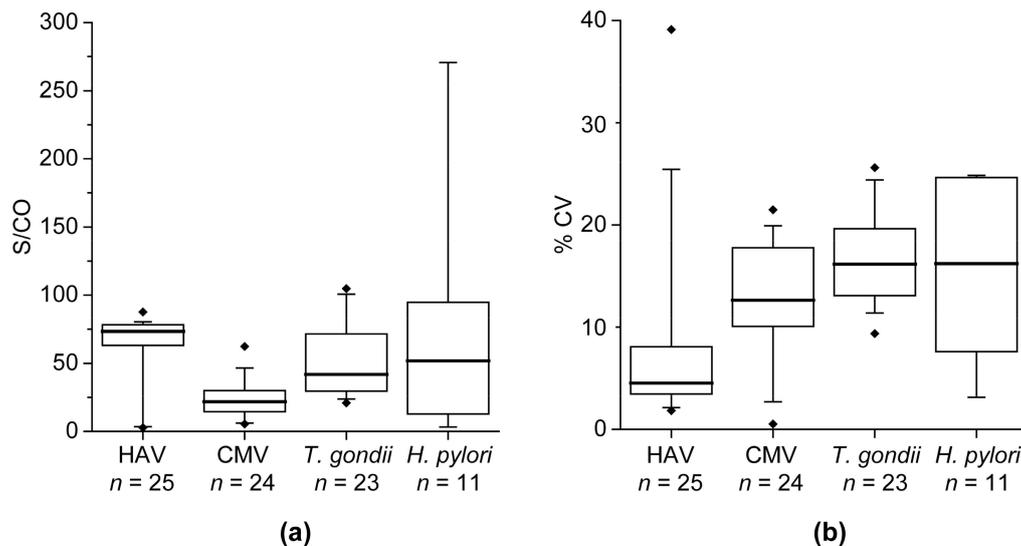 300
250
200
150
100
50
0
S/CO
HAV
n = 25
CMV
n = 24
T. gondii
n = 23
H. pylori
n = 11
(a)
40
30
20
10
0
% CV
HAV
n = 25
CMV
n = 24
T. gondii
n = 23
H. pylori
n = 11
(b)